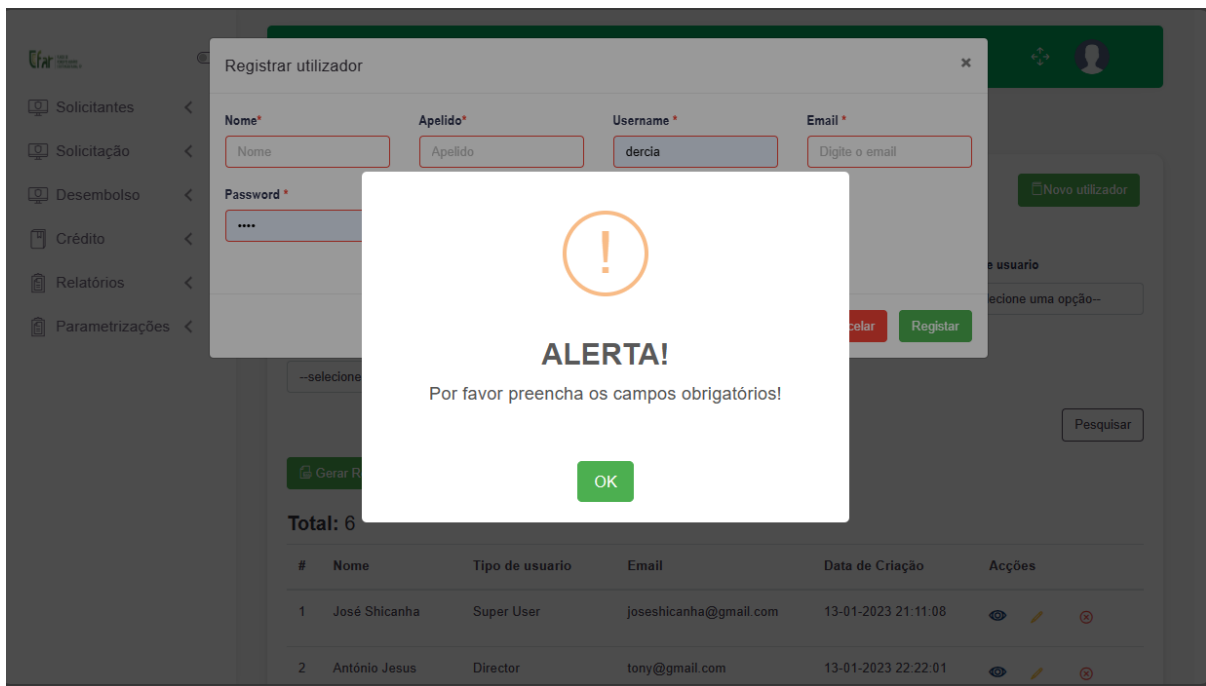 Cfar
Registrar utilizador ×
Solicitantes
Nome* Apelido* Username * Email *
Nome Apelido dercia Digite o email
Solicitação
Desembolso
Password *
Novo utilizador
••••
!
Crédito
e usuario
Relatórios
ecione uma opção--
Parametrizações
celar Registar
ALERTA!
--selecione
Por favor preencha os campos obrigatórios!
Pesquisar
Gerar R
OK
Total: 6
# Nome Tipo de usuario Email Data de Criação Acções
1 José Shicanha Super User joseshicanha@gmail.com 13-01-2023 21:11:08
2 António Jesus Director tony@gmail.com 13-01-2023 22:22:01